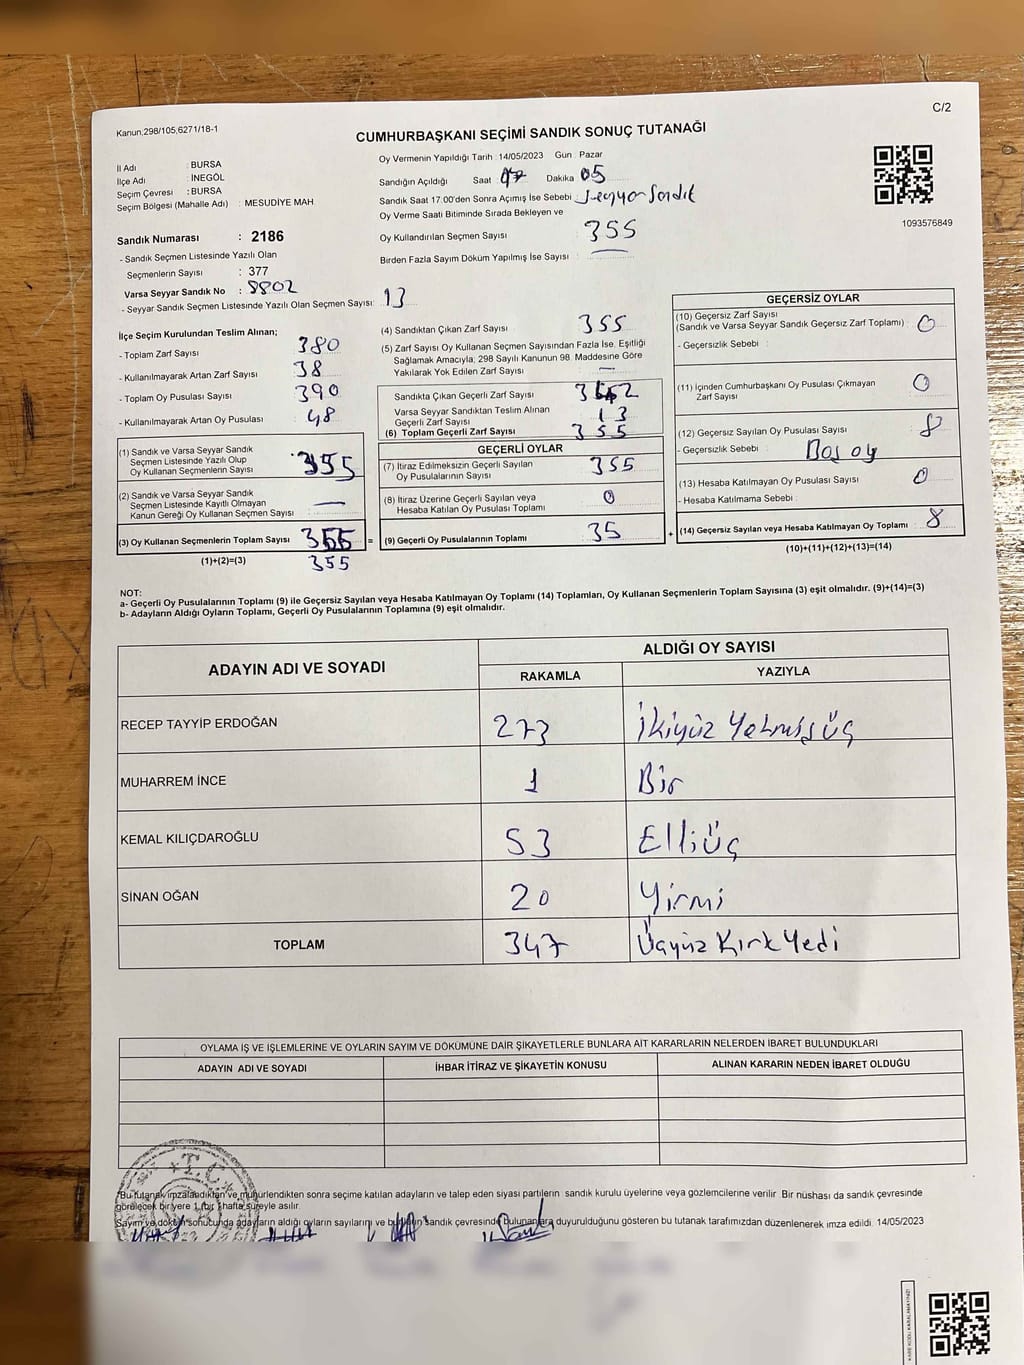 C/2
Kanun,298/105,6271/18-1
CUMHURBAŞKANI SEÇİMİ SANDIK SONUÇ TUTANAĞI
İl Adı : BURSA
İlçe Adı : İNEGÖL
Seçim Çevresi : BURSA
Seçim Bölgesi (Mahalle Adı) : MESUDİYE MAH
Oy Vermenin Yapıldığı Tarih : 14/05/2023 Gün : Pazar
Sandığın Açıldığı Saat 17 Dakika 05
Sandık Saat 17:00'den Sonra Açımış İse Sebebi : Seyyar Sandık
Oy Verme Saati Bitiminde Sırada Bekleyen ve
Oy Kullandırılan Seçmen Sayısı : 355
Birden Fazla Sayım Döküm Yapılmış İse Sayısı :
1093576849
Sandık Numarası : 2186
- Sandık Seçmen Listesinde Yazılı Olan
Seçmenlerin Sayısı : 377
Varsa Seyyar Sandık No : 8802
- Seyyar Sandık Seçmen Listesinde Yazılı Olan Seçmen Sayısı: 13
İlçe Seçim Kurulundan Teslim Alınan;
- Toplam Zarf Sayısı 380
- Kullanılmayarak Artan Zarf Sayısı 38
- Toplam Oy Pusulası Sayısı 390
- Kullanılmayarak Artan Oy Pusulası : 48
(1) Sandık ve Varsa Seyyar Sandık
Seçmen Listesinde Yazılı Olup
Oy Kullanan Seçmenlerin Sayısı 355
(2) Sandık ve Varsa Seyyar Sandık
Seçmen Listesinde Kayıtlı Olmayan
Kanun Gereği Oy Kullanan Seçmen Sayısı : —
(3) Oy Kullanan Seçmenlerin Toplam Sayısı 355 =
(1)+(2)=(3) 355
(4) Sandıktan Çıkan Zarf Sayısı : 355
(5) Zarf Sayısı Oy Kullanan Seçmen Sayısından Fazla İse, Eşitliği
Sağlamak Amacıyla; 298 Sayılı Kanunun 98. Maddesine Göre
Yakılarak Yok Edilen Zarf Sayısı : —
Sandıkta Çıkan Geçerli Zarf Sayısı : 342
Varsa Seyyar Sandıktan Teslim Alınan
Geçerli Zarf Sayısı : 13
(6) Toplam Geçerli Zarf Sayısı : 355
GEÇERLİ OYLAR
(7) İtiraz Edilmeksizin Geçerli Sayılan
Oy Pusulalarının Sayısı : 355
(8) İtiraz Üzerine Geçerli Sayılan veya
Hesaba Katılan Oy Pusulası Toplamı : 0
(9) Geçerli Oy Pusulalarının Toplamı : 35 +
GEÇERSİZ OYLAR
(10) Geçersiz Zarf Sayısı
(Sandık ve Varsa Seyyar Sandık Geçersiz Zarf Toplamı) : 0
- Geçersizlik Sebebi :
(11) İçinden Cumhurbaşkanı Oy Pusulası Çıkmayan
Zarf Sayısı : 0
(12) Geçersiz Sayılan Oy Pusulası Sayısı : 8
- Geçersizlik Sebebi : Boş oy
(13) Hesaba Katılmayan Oy Pusulası Sayısı : 0
- Hesaba Katılmama Sebebi :
(14) Geçersiz Sayılan veya Hesaba Katılmayan Oy Toplamı : 8
(10)+(11)+(12)+(13)=(14)
NOT:
a- Geçerli Oy Pusulalarının Toplamı (9) ile Geçersiz Sayılan veya Hesaba Katılmayan Oy Toplamı (14) Toplamları, Oy Kullanan Seçmenlerin Toplam Sayısına (3) eşit olmalıdır. (9)+(14)=(3)
b- Adayların Aldığı Oyların Toplamı, Geçerli Oy Pusulalarının Toplamına (9) eşit olmalıdır.
ADAYIN ADI VE SOYADI
ALDIĞI OY SAYISI
RAKAMLA YAZIYLA
RECEP TAYYİP ERDOĞAN 273 İkiyüz Yetmişüç
MUHARREM İNCE 1 Bir
KEMAL KILIÇDAROĞLU 53 Elliüç
SİNAN OĞAN 20 Yirmi
TOPLAM 347 Üçyüz Kırk Yedi
OYLAMA İŞ VE İŞLEMLERİNE VE OYLARIN SAYIM VE DÖKÜMÜNE DAİR ŞİKAYETLERLE BUNLARA AİT KARARLARIN NELERDEN İBARET BULUNDUKLARI
ADAYIN ADI VE SOYADI İHBAR İTİRAZ VE ŞİKAYETİN KONUSU ALINAN KARARIN NEDEN İBARET OLDUĞU
T.C.
*Bu tutanak imzalandıktan ve mühürlendikten sonra seçime katılan adayların ve talep eden siyasi partilerin sandık kurulu üyelerine veya gözlemcilerine verilir. Bir nüshası da sandık çevresinde
görülecek bir yere 1 (bir) hafta süreyle asılır.
Sayım ve döküm sonucunda adayların aldığı oyların sayılarını ve bunların sandık çevresinde bulunanlara duyurulduğunu gösteren bu tutanak tarafımızdan düzenlenerek imza edildi. 14/05/2023